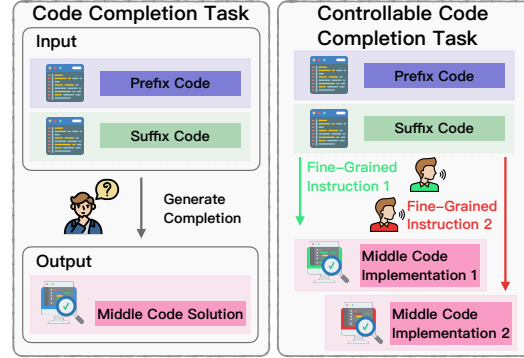 Code Completion Task
Input
Prefix Code
Suffix Code
?
Generate
Completion
Output
Middle Code Solution
Controllable Code
Completion Task
Prefix Code
Suffix Code
Fine-Grained
Instruction 1
Fine-Grained
Instruction 2
Middle Code
Implementation 1
Middle Code
Implementation 2